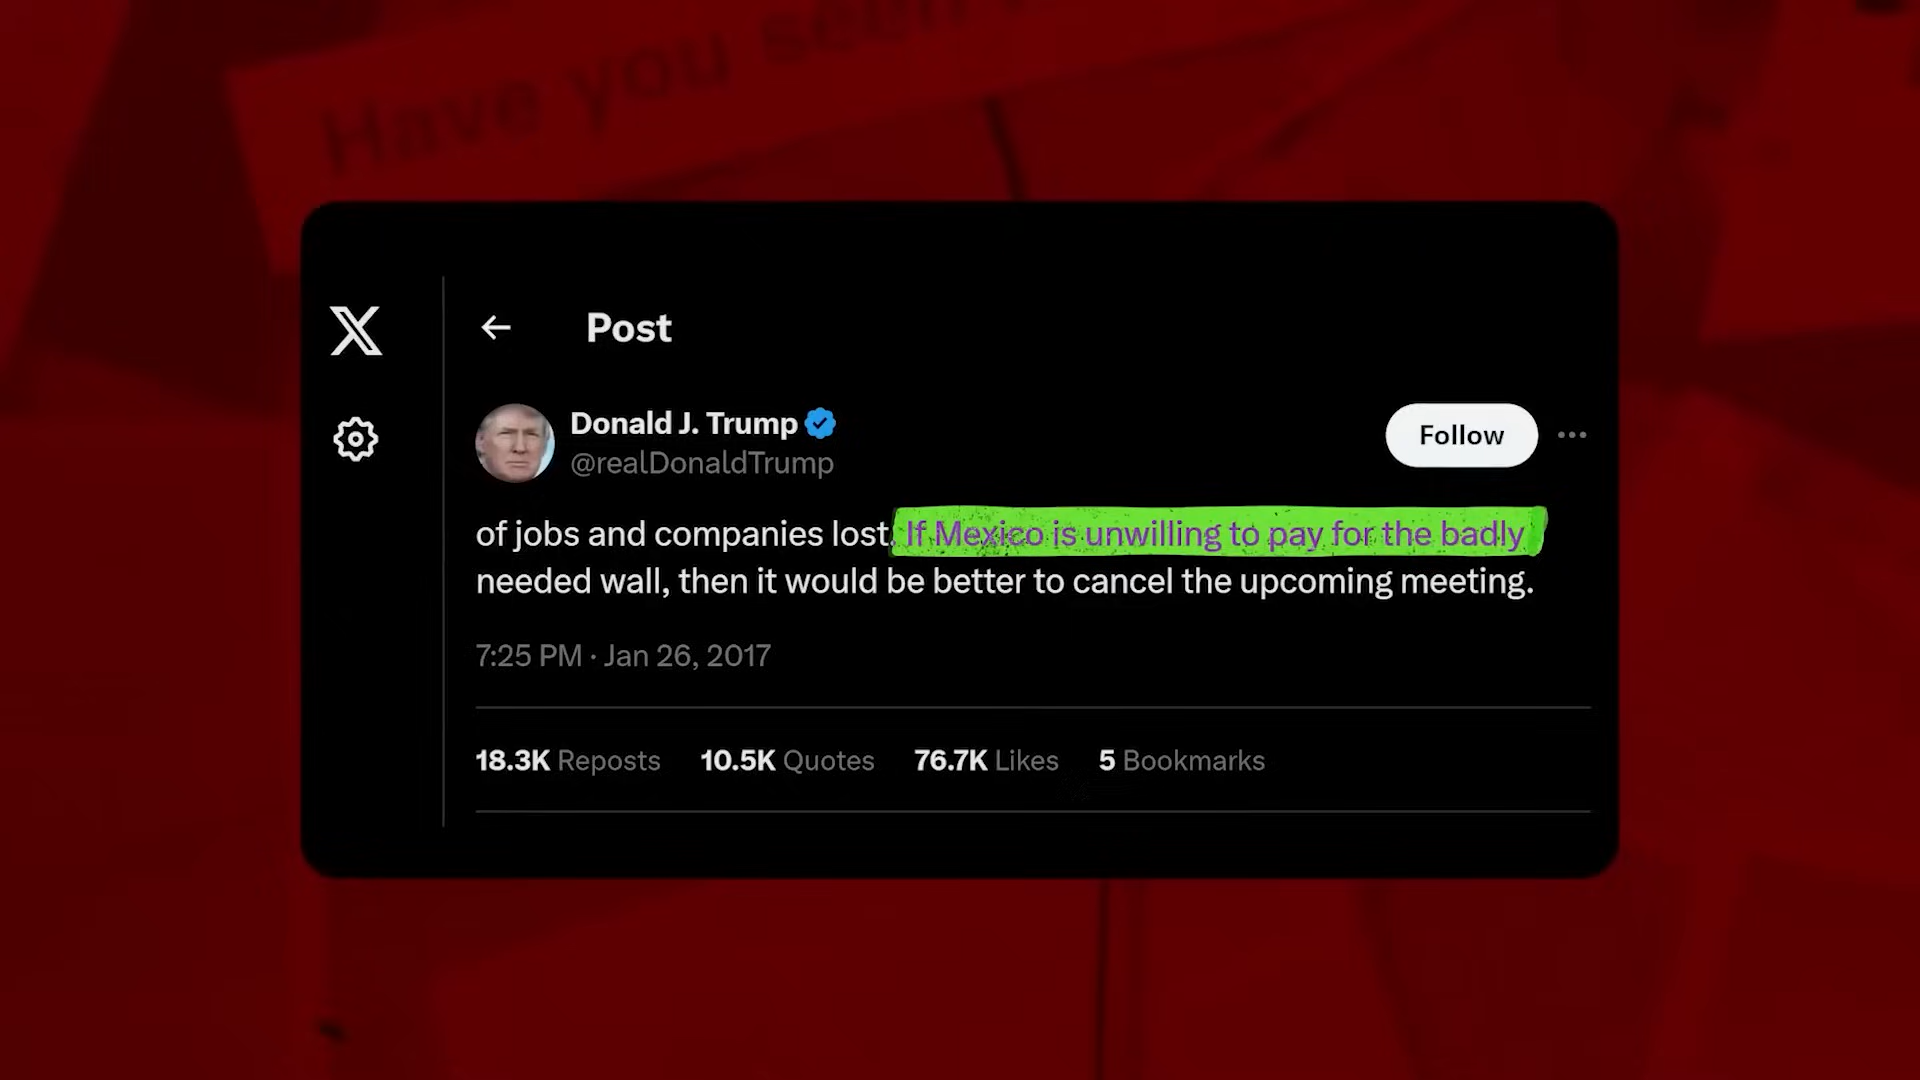 Have you seen
Post
Donald J. Trump
@realDonaldTrump
Follow
of jobs and companies lost. If Mexico is unwilling to pay for the badly
needed wall, then it would be better to cancel the upcoming meeting.
7:25 PM · Jan 26, 2017
18.3K Reposts 10.5K Quotes 76.7K Likes 5 Bookmarks